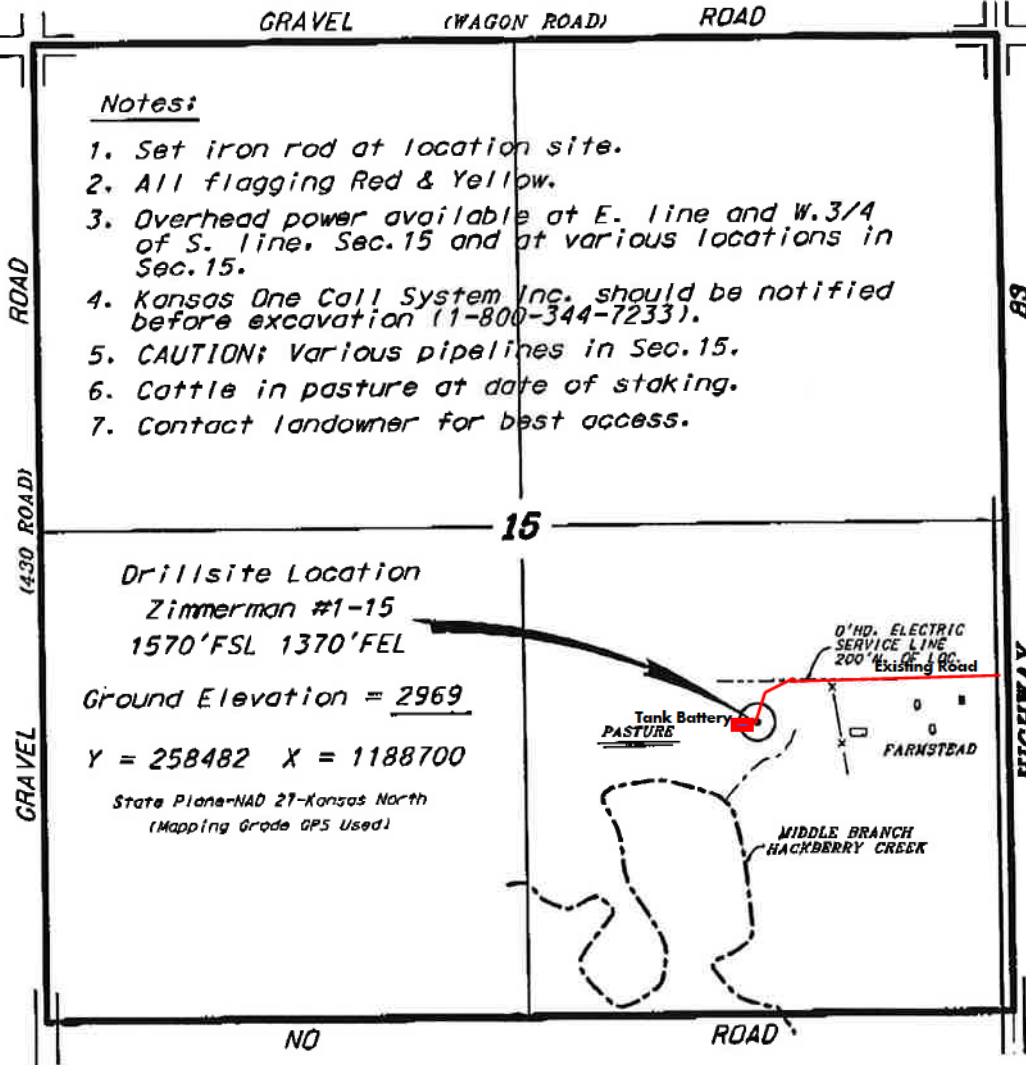 GRAVEL (WAGON ROAD) ROAD
Notes:
1. Set iron rod at location site.
2. All flagging Red & Yellow.
3. Overhead power available at E. line and W.3/4
of S. line, Sec.15 and at various locations in
Sec.15.
4. Kansas One Call System Inc. should be notified
before excavation (1-800-344-7233).
5. CAUTION: Various pipelines in Sec.15.
6. Cattle in pasture at date of staking.
7. Contact landowner for best access.
ROAD
(430 ROAD)
GRAVEL
83
HIGHWAY
15
Drillsite Location
Zimmerman #1-15
1570'FSL 1370'FEL
Ground Elevation = 2969
Y = 258482 X = 1188700
State Plane-NAD 27-Kansas North
(Mapping Grade GPS Used)
O'HD. ELECTRIC
SERVICE LINE
200'N. OF LOC.
Existing Road
Tank Battery
PASTURE
FARMSTEAD
MIDDLE BRANCH
HACKBERRY CREEK
NO ROAD